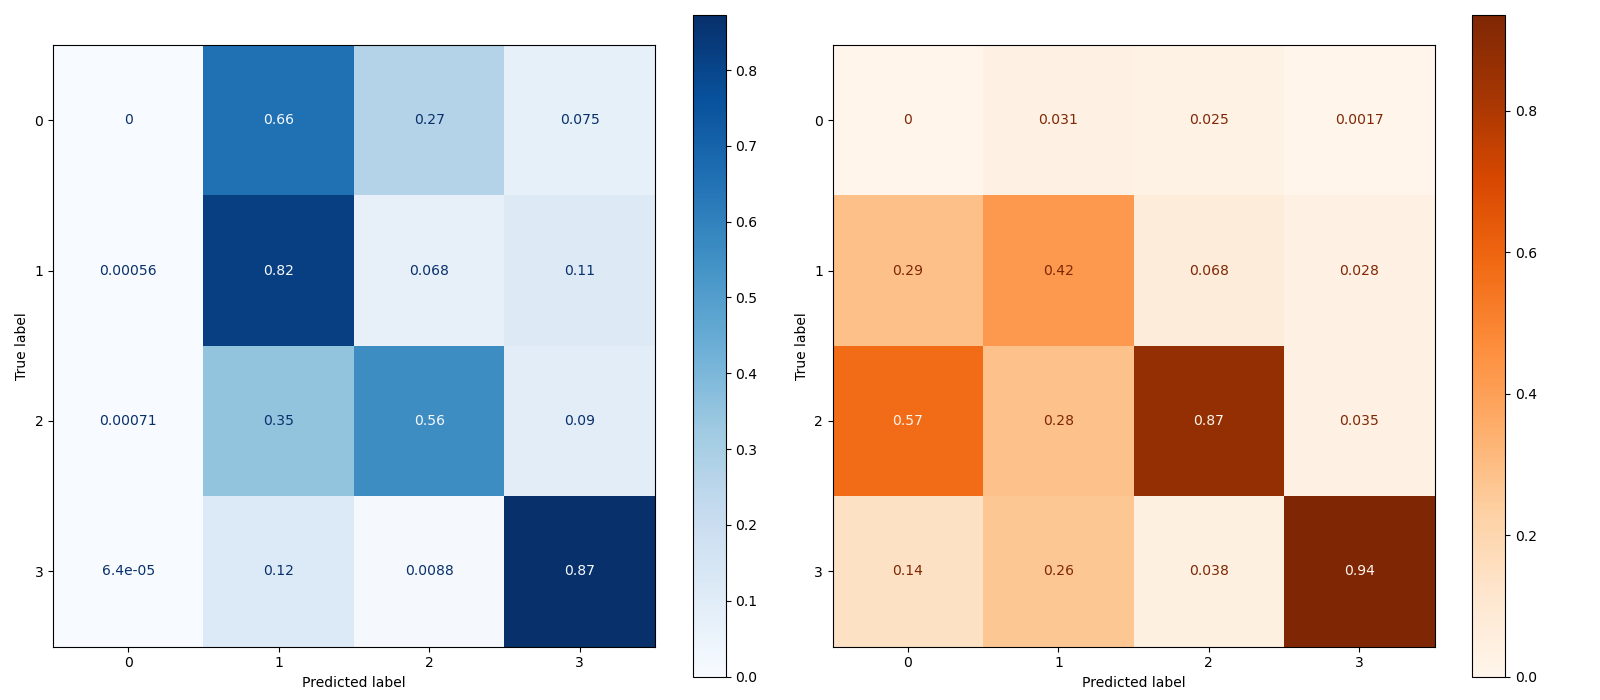 0 0.66 0.27 0.075
0.00056 0.82 0.068 0.11
0.00071 0.35 0.56 0.09
6.4e-05 0.12 0.0088 0.87
0
1
2
3
True label
0 1 2 3
Predicted label
0.8
0.7
0.6
0.5
0.4
0.3
0.2
0.1
0.0
0 0.031 0.025 0.0017
0.29 0.42 0.068 0.028
0.57 0.28 0.87 0.035
0.14 0.26 0.038 0.94
0
1
2
3
True label
0 1 2 3
Predicted label
0.8
0.6
0.4
0.2
0.0